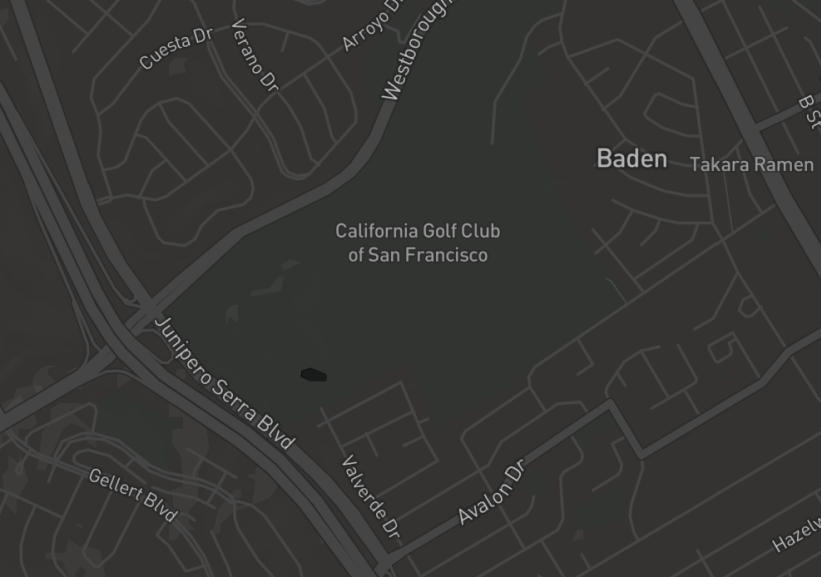 Cuesta Dr
Verano Dr
Arroyo D
Westborough
B St
Baden
Takara Ramen
California Golf Club
of San Francisco
Junipero Serra Blvd
Gellert Blvd
Valverde Dr
Avalon Dr
Hazelw